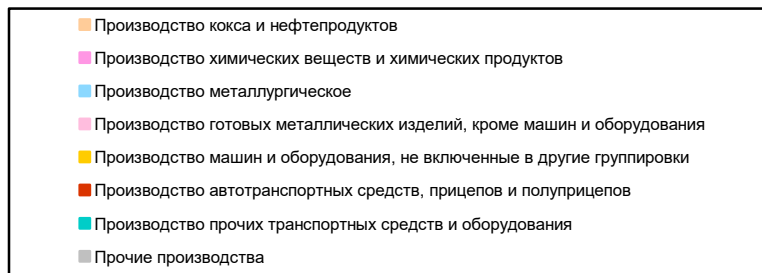 Производство кокса и нефтепродуктов
Производство химических веществ и химических продуктов
Производство металлургическое
Производство готовых металлических изделий, кроме машин и оборудования
Производство машин и оборудования, не включенные в другие группировки
Производство автотранспортных средств, прицепов и полуприцепов
Производство прочих транспортных средств и оборудования
Прочие производства